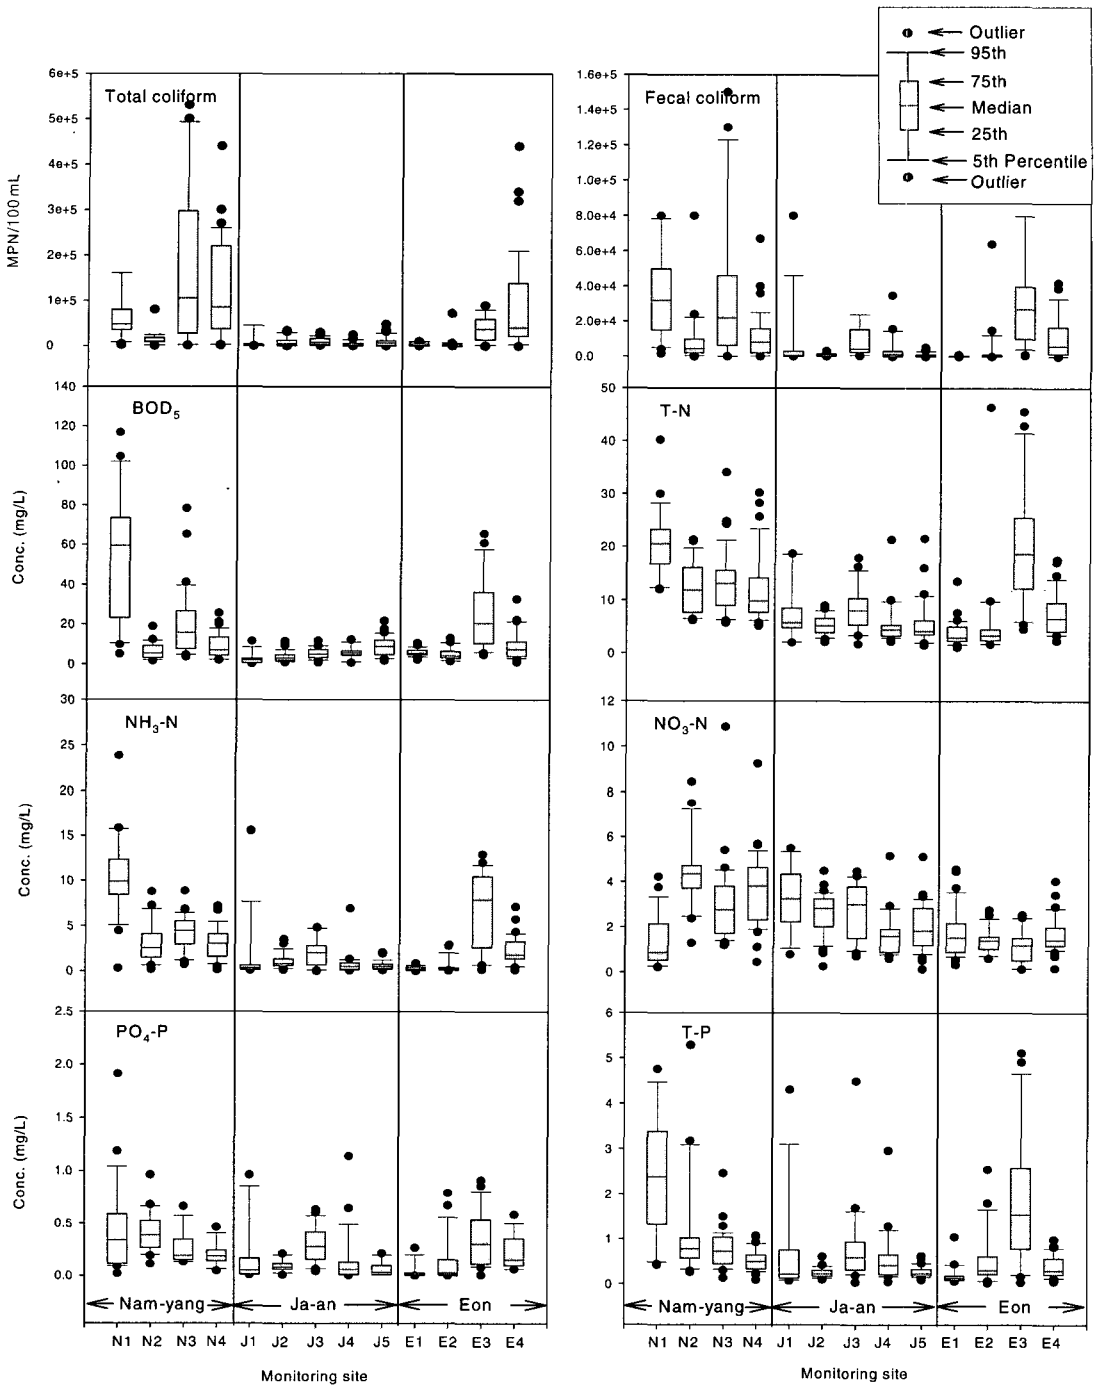 Outlier
95th
75th
Median
25th
5th Percentile
Outlier
Total coliform
6e+5
5e+5
4e+5
3e+5
2e+5
1e+5
0
MPN/100 mL
Fecal coliform
1.6e+5
1.4e+5
1.2e+5
1.0e+5
8.0e+4
6.0e+4
4.0e+4
2.0e+4
0.0
BOD5
140
120
100
80
60
40
20
0
Conc. (mg/L)
T-N
50
40
30
20
10
0
NH3-N
30
25
20
15
10
5
0
Conc. (mg/L)
NO3-N
12
10
8
6
4
2
0
PO4-P
2.5
2.0
1.5
1.0
0.5
0.0
Conc. (mg/L)
T-P
6
5
4
3
2
1
0
Nam-yang Ja-an Eon
N1 N2 N3 N4 J1 J2 J3 J4 J5 E1 E2 E3 E4
Monitoring site
Nam-yang Ja-an Eon
N1 N2 N3 N4 J1 J2 J3 J4 J5 E1 E2 E3 E4
Monitoring site